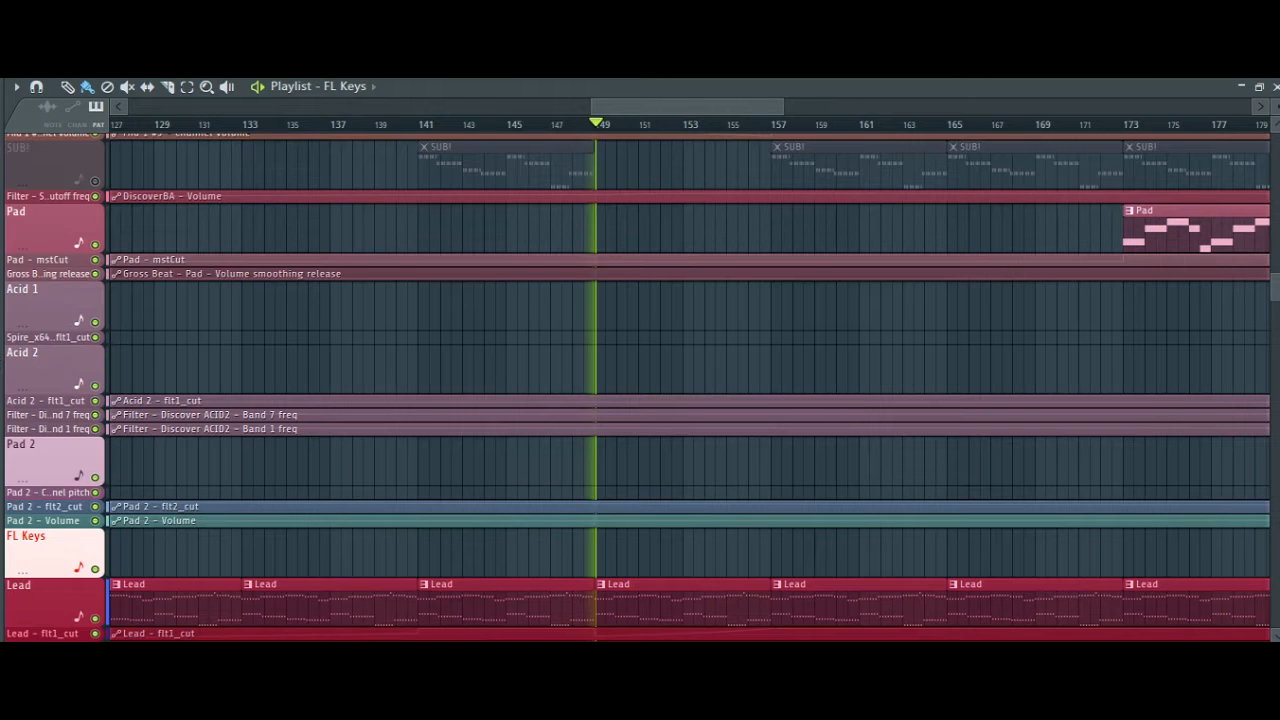 Playlist - FL Keys
NOTE CHAN PAT
127 129 131 133 135 137 139 141 143 145 147 149 151 153 155 157 159 161 163 165 167 169 171 173 175 177 179
SUB! SUB! SUB! SUB! SUB!
Filter - S..utoff freq DiscoverBA - Volume
Pad Pad
Pad - mstCut Pad - mstCut
Gross B...ing release Gross Beat - Pad - Volume smoothing release
Acid 1
Spire_x64..flt1_cut
Acid 2
Acid 2 - flt1_cut Acid 2 - flt1_cut
Filter - Di..nd 7 freq Filter - Discover ACID2 - Band 7 freq
Filter - Di..nd 1 freq Filter - Discover ACID2 - Band 1 freq
Pad 2
Pad 2 - C..nel pitch
Pad 2 - flt2_cut Pad 2 - flt2_cut
Pad 2 - Volume Pad 2 - Volume
FL Keys
Lead Lead Lead Lead Lead Lead Lead Lead
Lead - flt1_cut Lead - flt1_cut